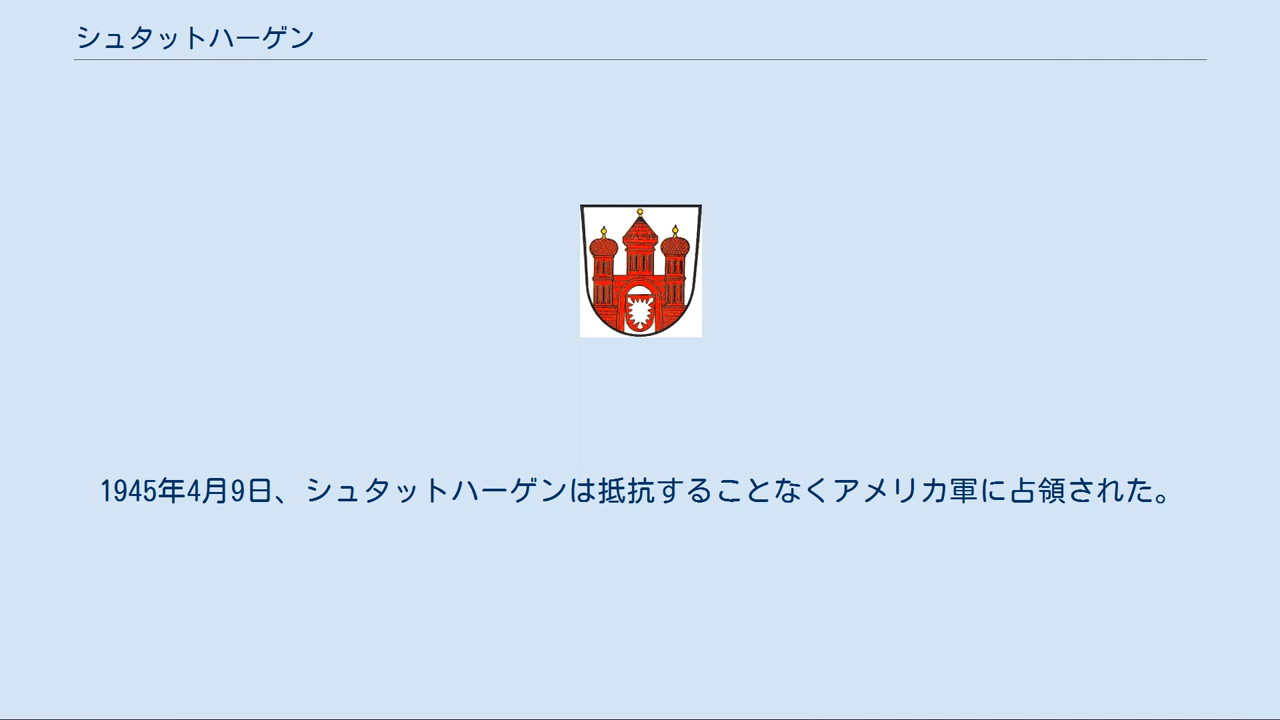 シュタットハーゲン
1945年4月9日、シュタットハーゲンは抵抗することなくアメリカ軍に占領された。